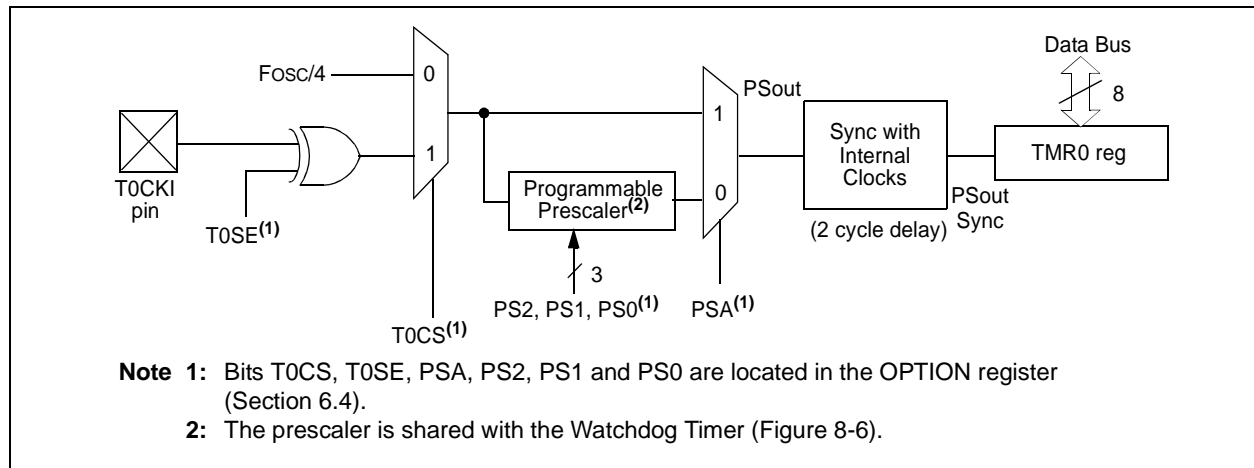 Data Bus
8
FOSC/4
0
1
T0CKI
pin
T0SE(1)
T0CS(1)
Programmable
Prescaler(2)
3
PS2, PS1, PS0(1)
1
0
PSA(1)
PSout
Sync with
Internal
Clocks
(2 cycle delay)
PSout
Sync
TMR0 reg
Note 1: Bits T0CS, T0SE, PSA, PS2, PS1 and PS0 are located in the OPTION register
(Section 6.4).
2: The prescaler is shared with the Watchdog Timer (Figure 8-6).